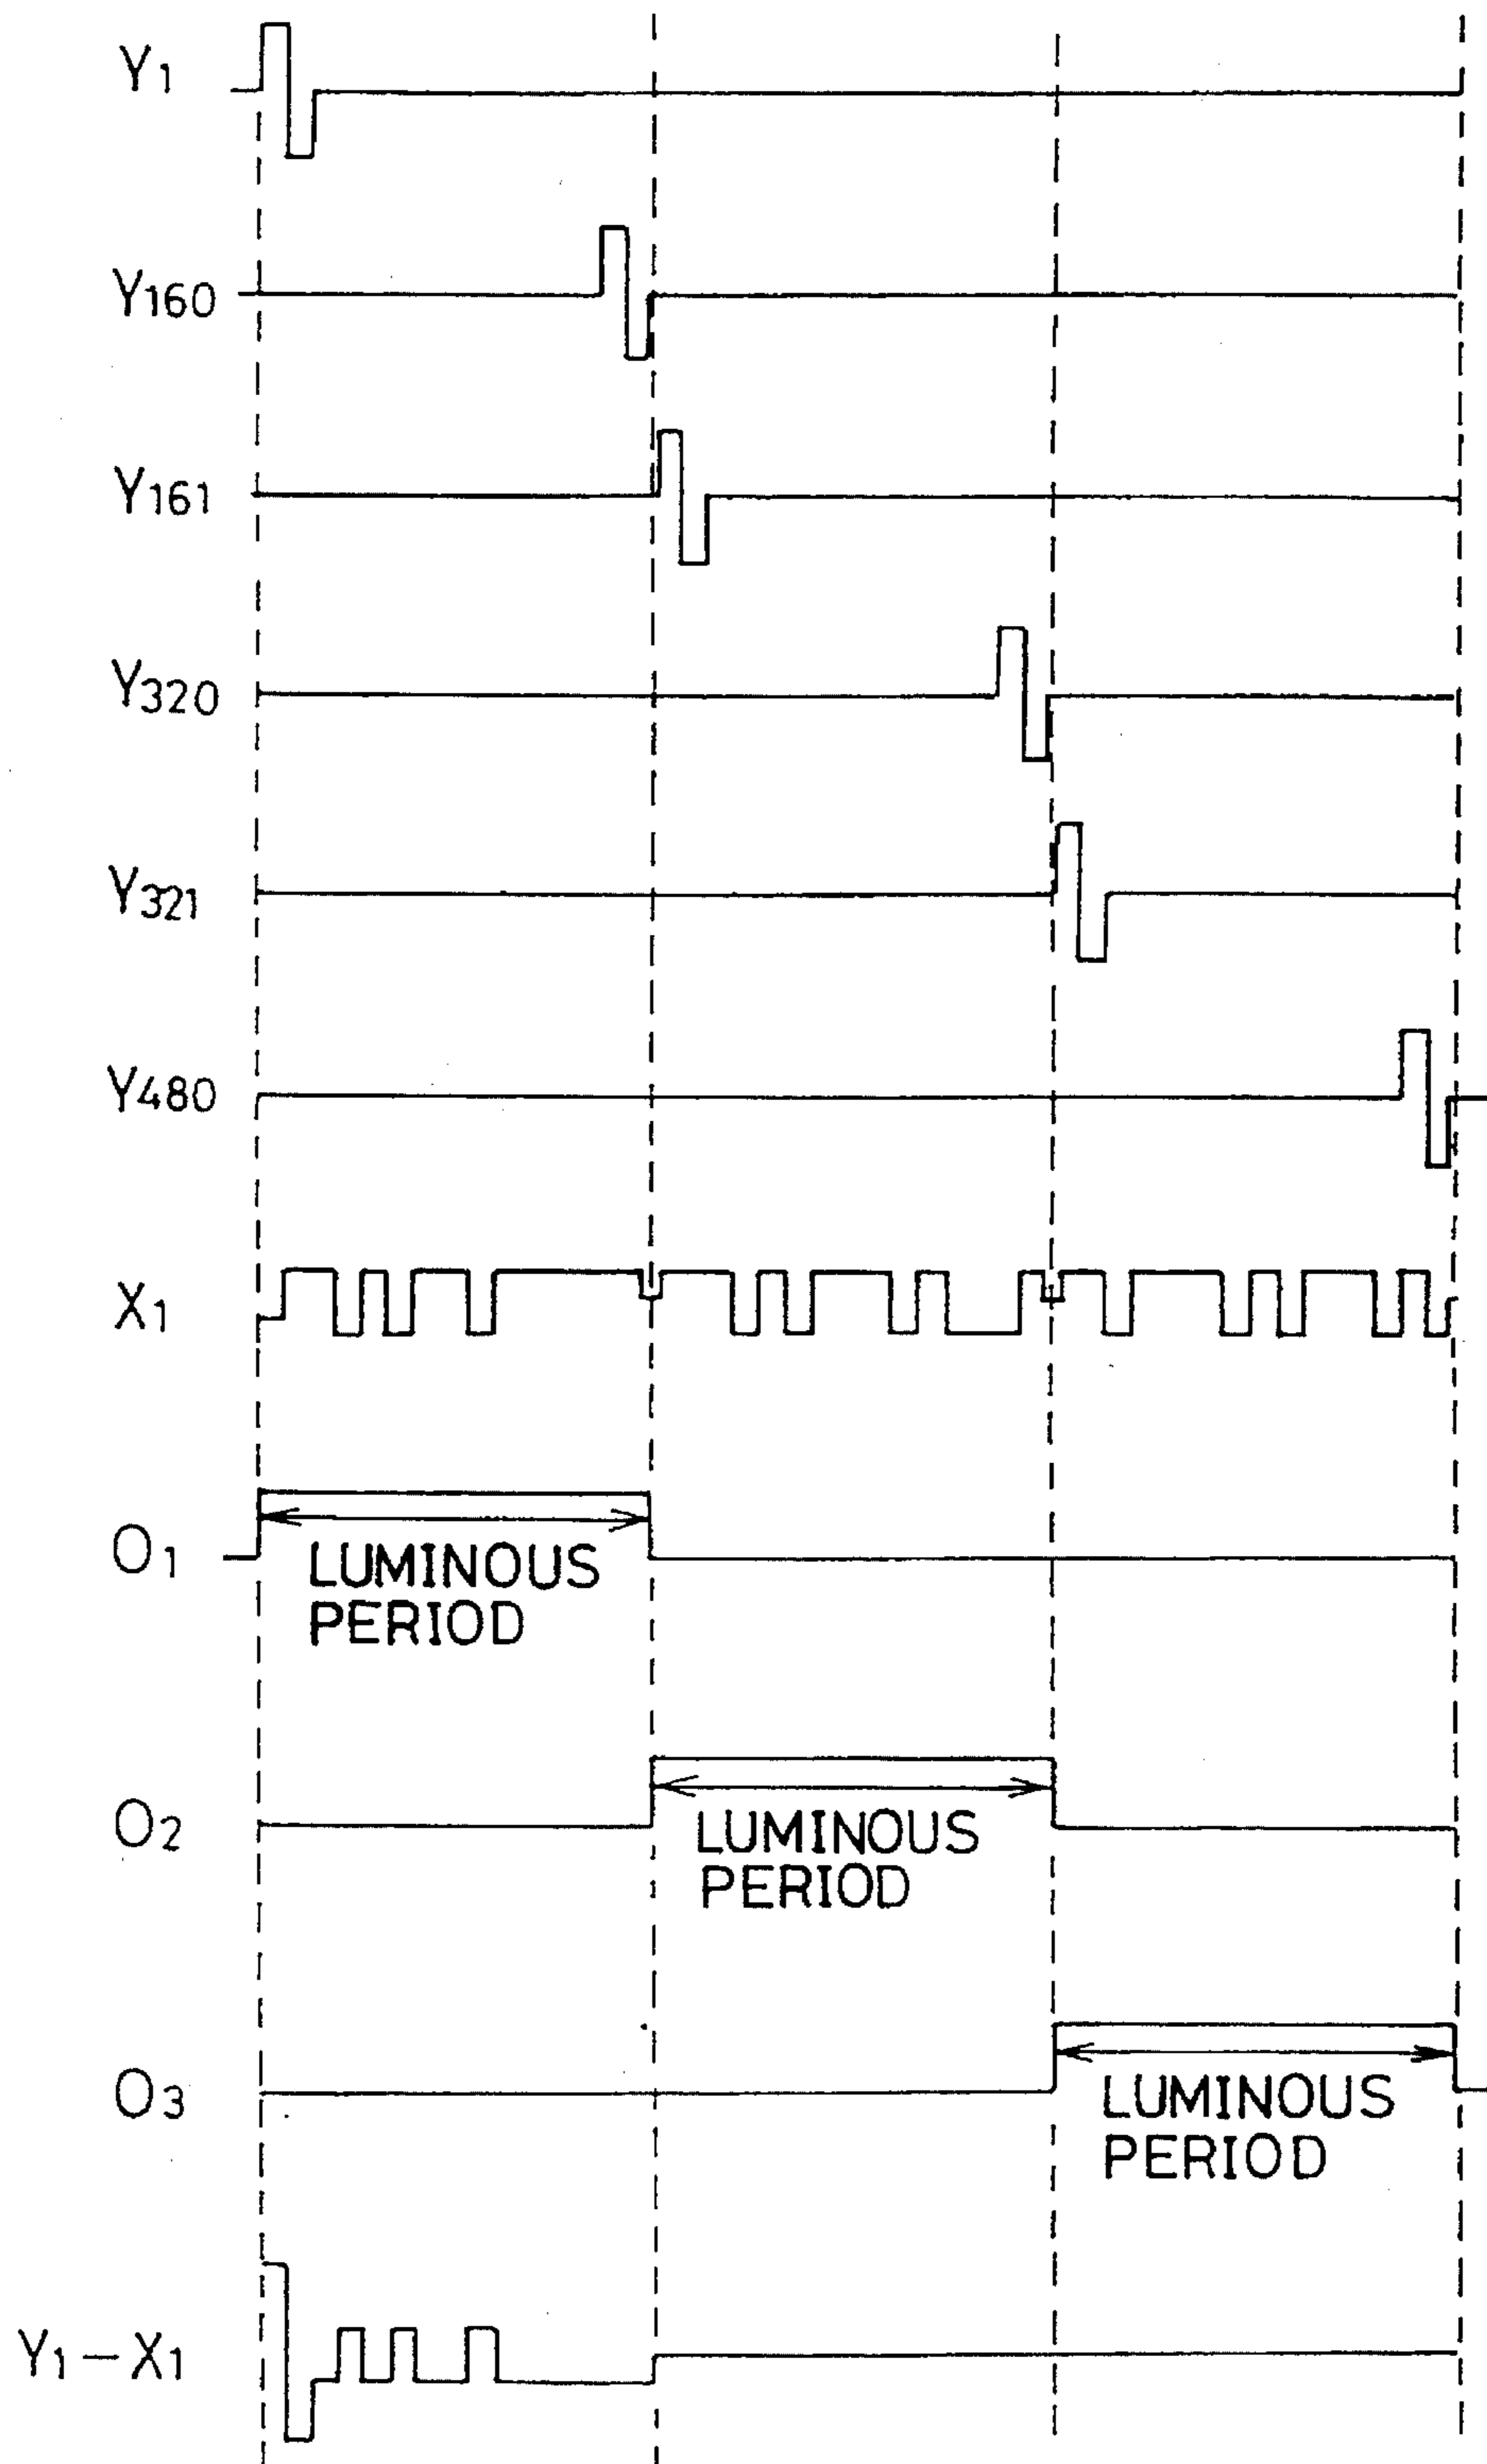 Y1
Y160
Y161
Y320
Y321
Y480
X1
O1
LUMINOUS
PERIOD
O2
LUMINOUS
PERIOD
O3
LUMINOUS
PERIOD
Y1-X1